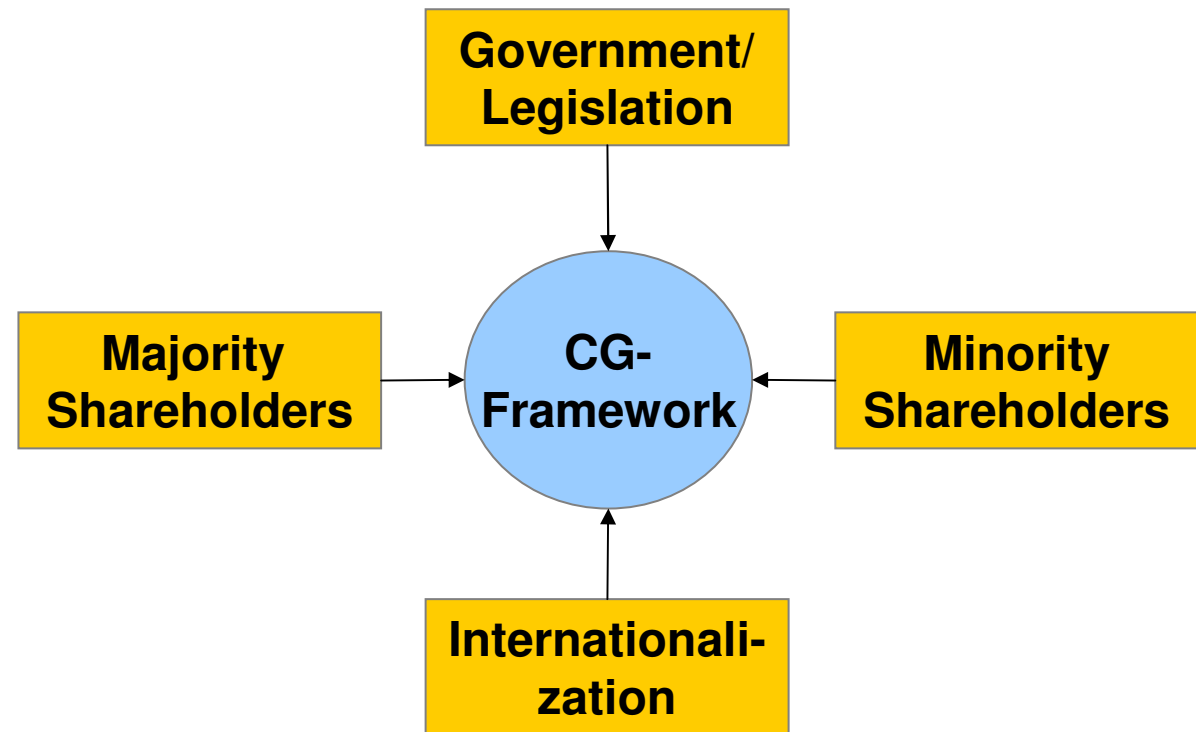 Government/
Legislation
Majority
Shareholders
CG-
Framework
Minority
Shareholders
Internationali-
zation